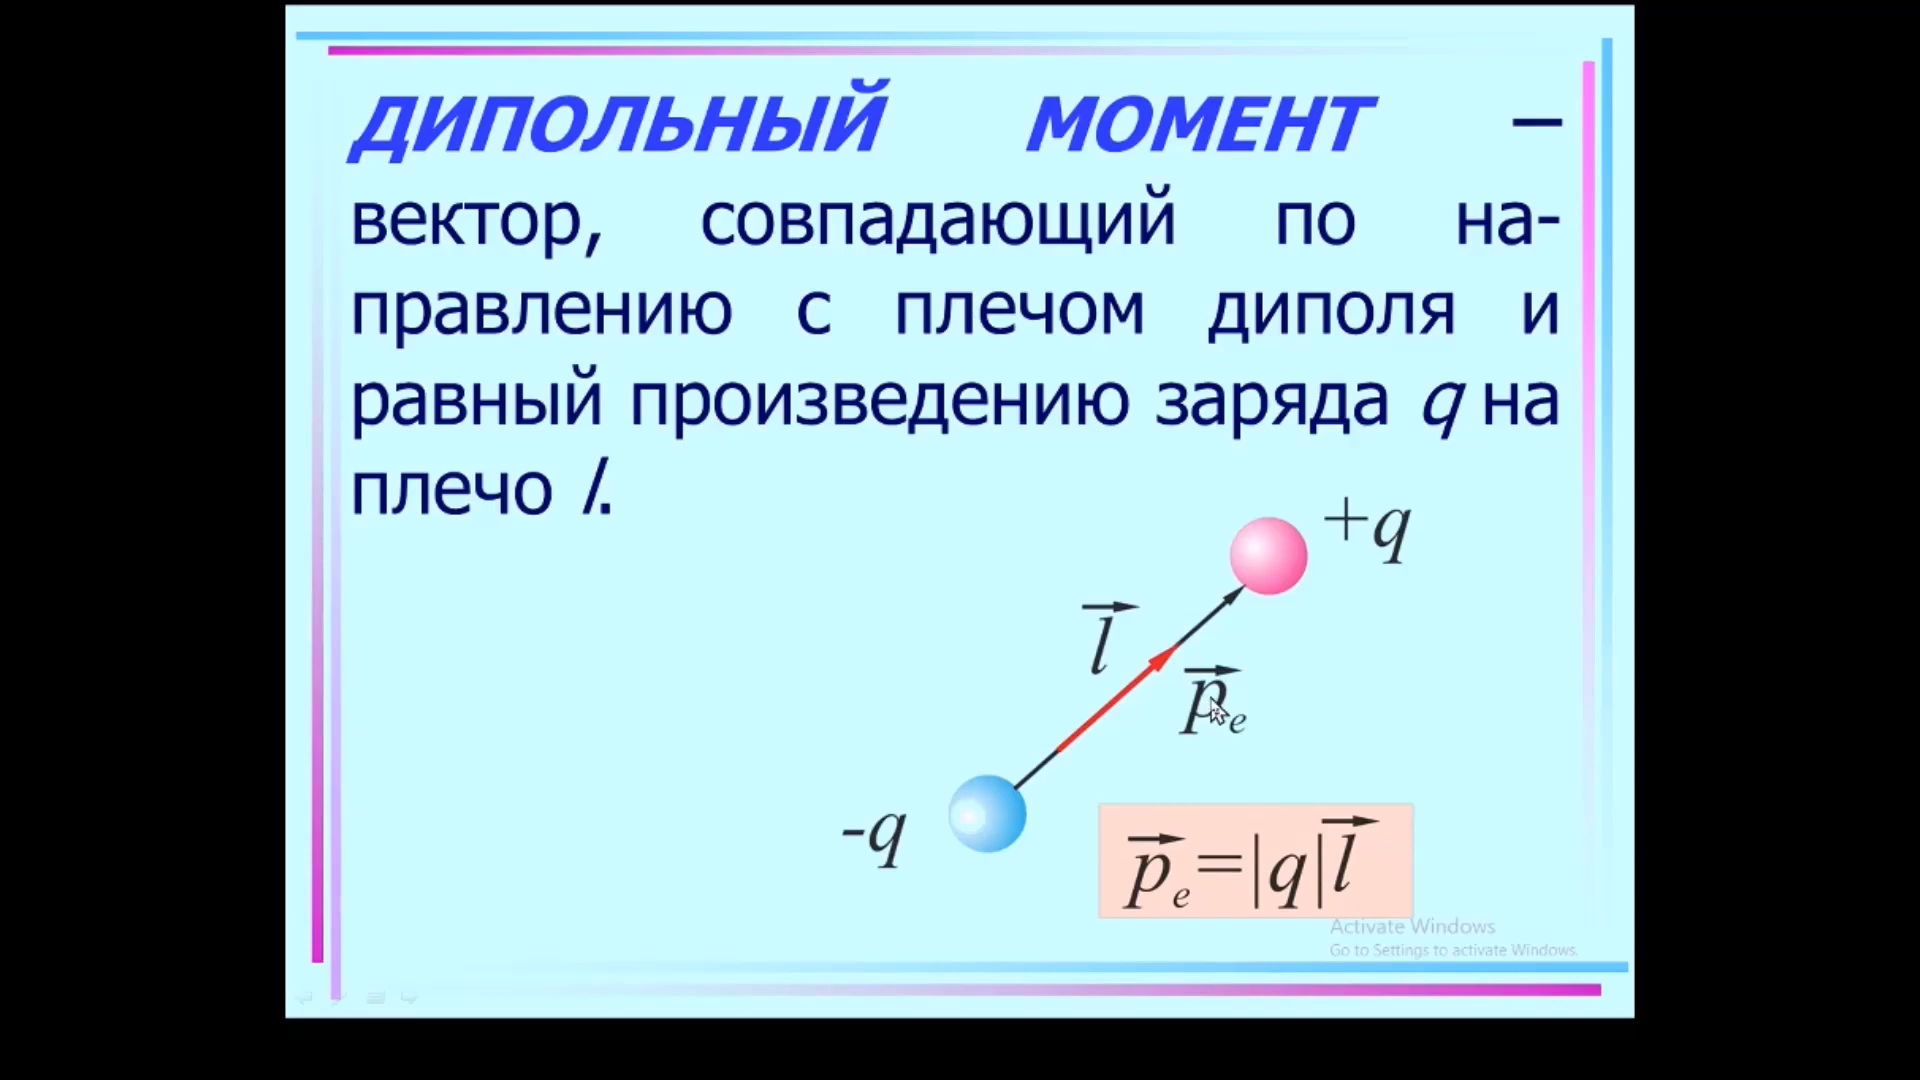 ДИПОЛЬНЫЙ МОМЕНТ –
вектор, совпадающий по на-
правлению с плечом диполя и
равный произведению заряда q на
плечо l.
+q
l
pe
-q
pe=|q|l
Activate Windows
Go to Settings to activate Windows.